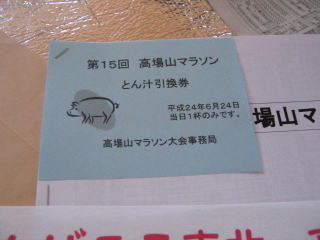 第15回 高場山マラソン
とん汁引換券
平成24年6月24日
当日1杯のみです。
高場山マラソン大会事務局
場山マ